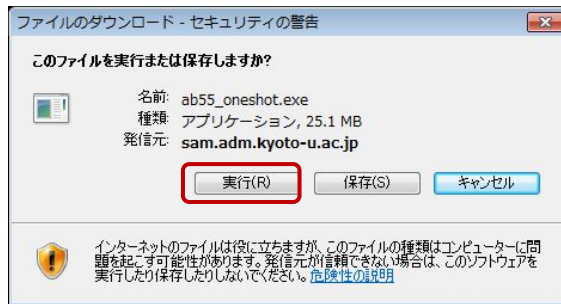 ファイルのダウンロード - セキュリティの警告
このファイルを実行または保存しますか?
名前: ab55_oneshot.exe
種類: アプリケーション, 25.1 MB
発信元: sam.adm.kyoto-u.ac.jp
実行(R) 保存(S) キャンセル
インターネットのファイルは役に立ちますが、このファイルの種類はコンピューターに問
題を起こす可能性があります。発信元が信頼できない場合は、このソフトウェアを
実行したり保存したりしないでください。危険性の説明